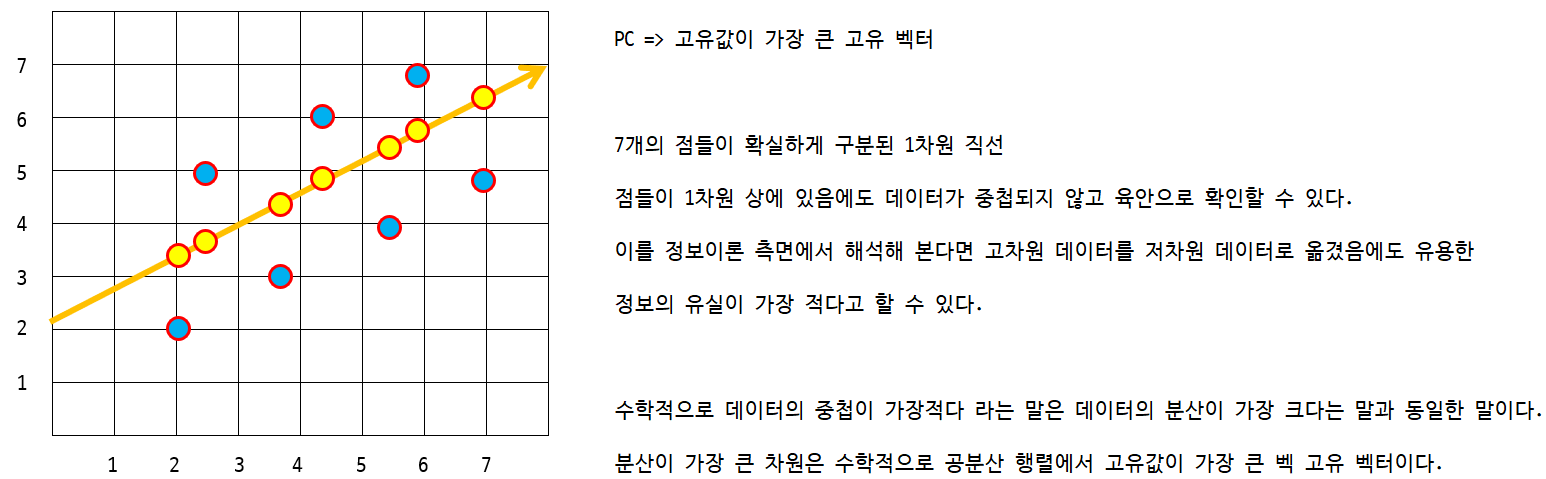 PC => 고유값이 가장 큰 고유 벡터
7개의 점들이 확실하게 구분된 1차원 직선
점들이 1차원 상에 있음에도 데이터가 중첩되지 않고 육안으로 확인할 수 있다.
이를 정보이론 측면에서 해석해 본다면 고차원 데이터를 저차원 데이터로 옮겼음에도 유용한
정보의 유실이 가장 적다고 할 수 있다.
수학적으로 데이터의 중첩이 가장적다 라는 말은 데이터의 분산이 가장 크다는 말과 동일한 말이다.
분산이 가장 큰 차원은 수학적으로 공분산 행렬에서 고유값이 가장 큰 벡 고유 벡터이다.
7
6
5
4
3
2
1
1 2 3 4 5 6 7